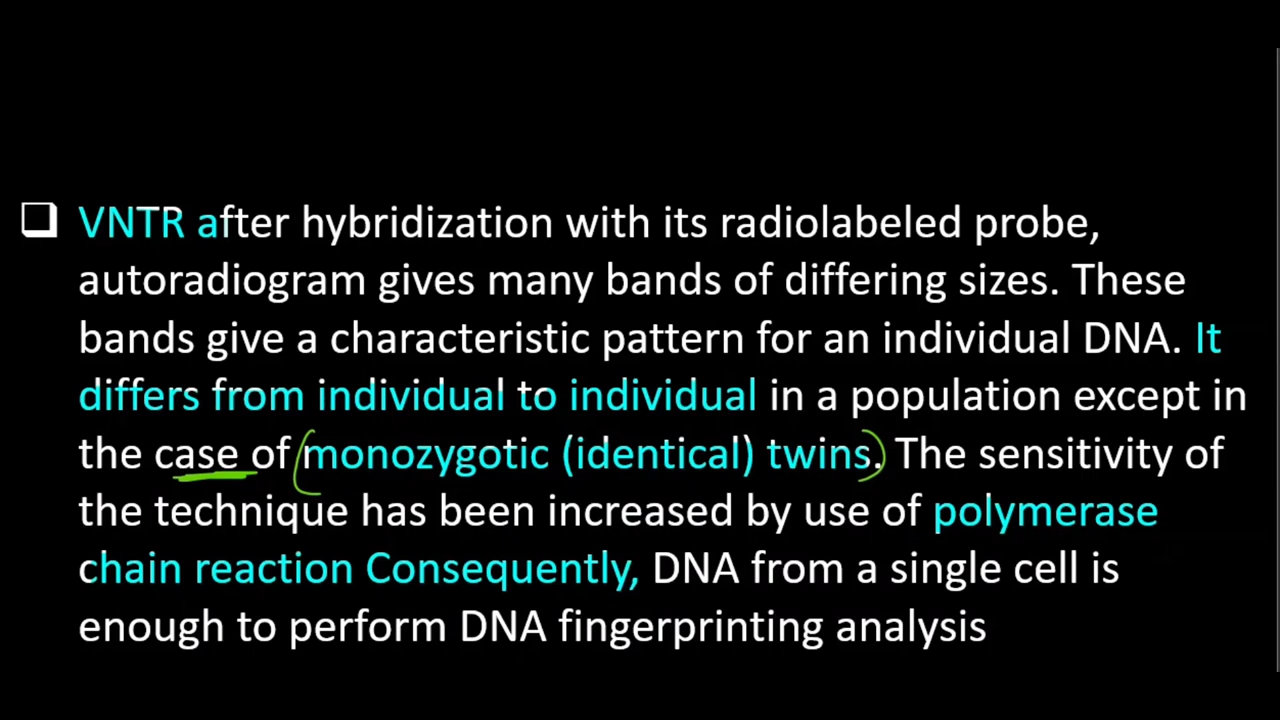 VNTR after hybridization with its radiolabeled probe,
autoradiogram gives many bands of differing sizes. These
bands give a characteristic pattern for an individual DNA. It
differs from individual to individual in a population except in
the case of monozygotic (identical) twins. The sensitivity of
the technique has been increased by use of polymerase
chain reaction Consequently, DNA from a single cell is
enough to perform DNA fingerprinting analysis